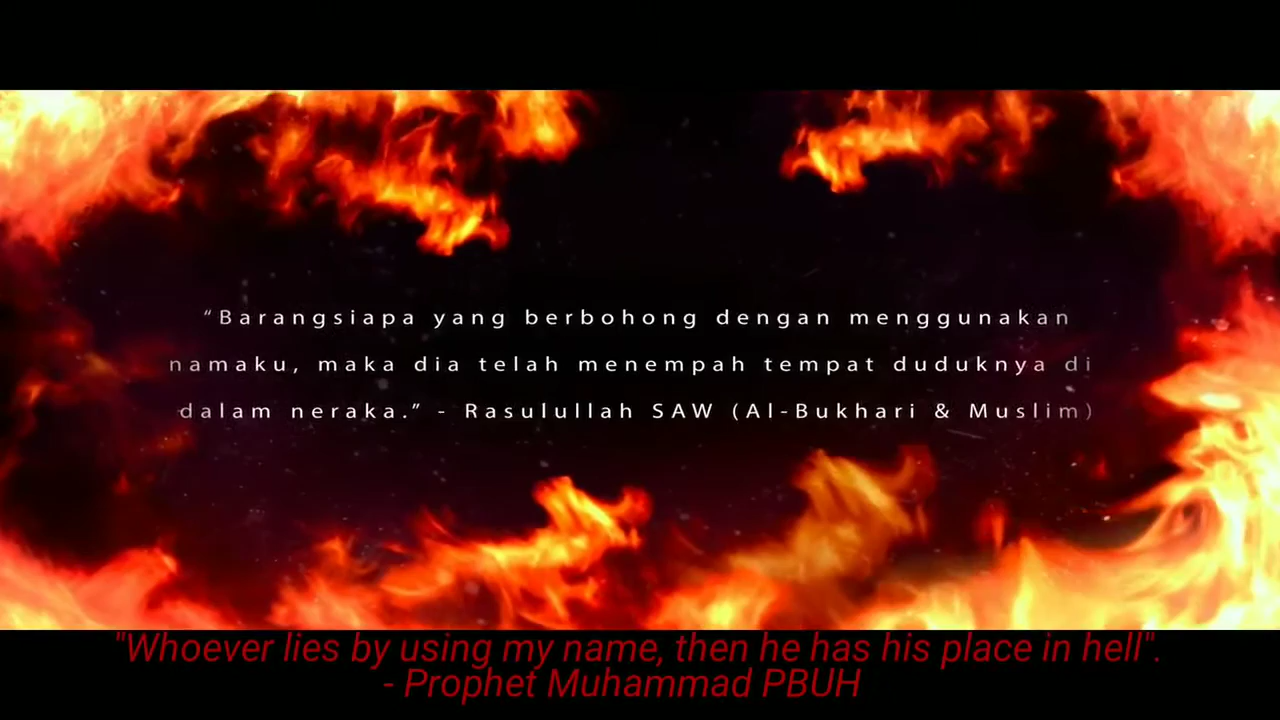 “Barangsiapa yang berbohong dengan menggunakan
namaku, maka dia telah menempah tempat duduknya di
dalam neraka.” - Rasulullah SAW (Al-Bukhari & Muslim)
"Whoever lies by using my name, then he has his place in hell".
- Prophet Muhammad PBUH